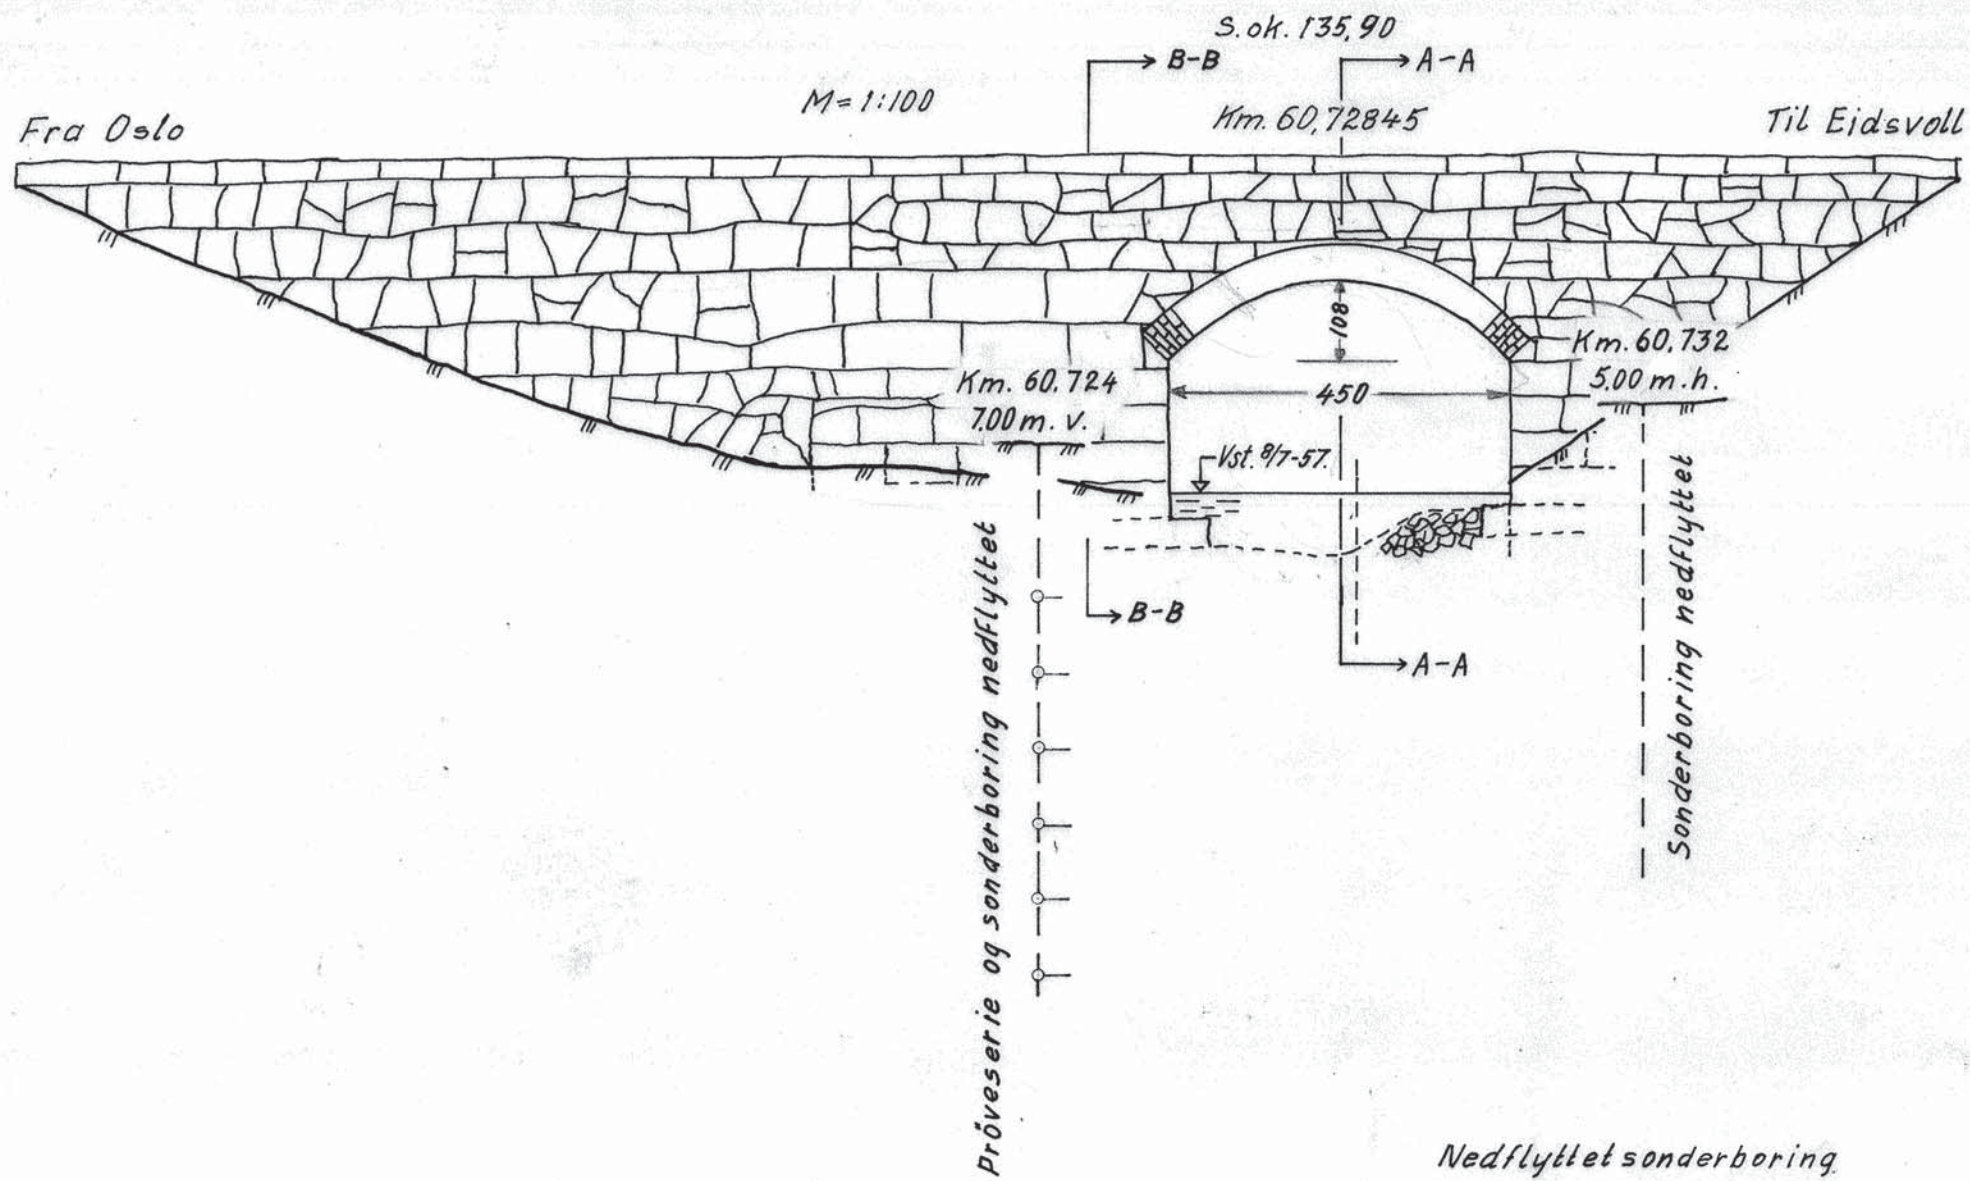 S.ok. 135,90
B-B
A-A
M=1:100
Km. 60,72845
Fra Oslo
Til Eidsvoll
108
Km. 60,732
5,00 m.h.
Km. 60,724
7,00 m. v.
450
Vst. 8/7-57.
B-B
A-A
Pröveserie og sonderboring nedflyttet
Sonderboring nedflyttet
Nedflyttet sonderboring